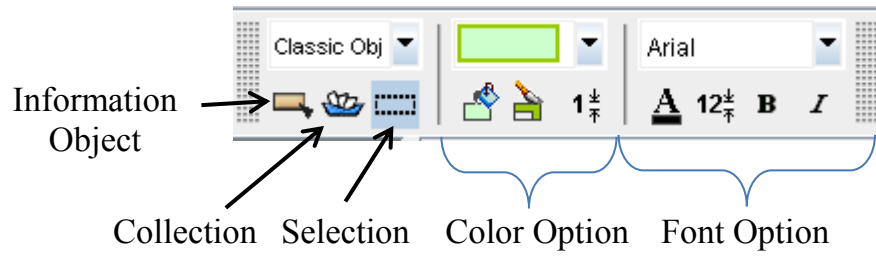 Classic Obj
Arial
1
A 12 B I
Information
Object
Collection Selection Color Option Font Option